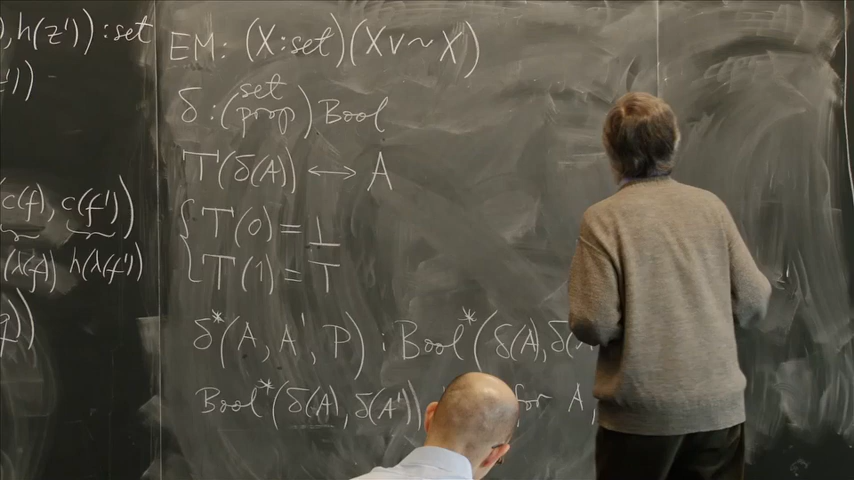 , h(z')) : set
z'))
c(f), c(f'))
(λ(f) h(λ(f')
))
EM: (X : set)(X ∨ ~ X)
δ : (set prop) Bool
T(δ(A)) ↔ A
{ T(0) = ⊥
T(1) = ⊤
δ*(A, A', P) : Bool*(δ(A), δ(
Bool*(δ(A), δ(A')) for A,